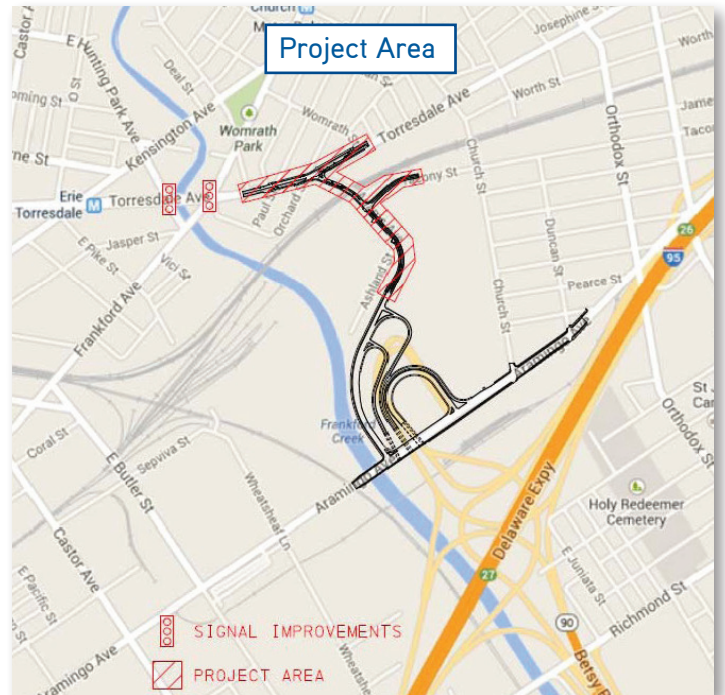 Project Area
Castor Av
Church
M
Josephine St
E Hunting Park Ave
Deal St
O St
Kensington Ave
Womrath St
Womrath
Park
Torresdale Ave
Worth St
Worth
Orthodox St
Church St
Erie
Torresdale
M
Torresdale Ave
Paul St
Orchard
Jasper St
E Pike St
Vici St
Frankford Ave
Ashland St
Duncan St
Church St
Pearce St
26
95
Aramingo Ave
Frankford
Creek
Coral St
Sepviva St
E Butler St
Wheatsheaf Ln
Aramingo Ave
Castor Ave
E Pacific St
Aramingo Ave
Delaware Expy
27
Orthodox St
Holy Redeemer
Cemetery
E Juniata St
Richmond St
90
SIGNAL IMPROVEMENTS
PROJECT AREA